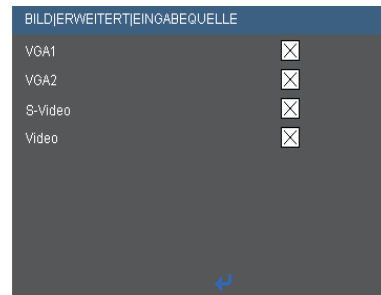 BILD|ERWEITERT|EINGABEQUELLE
VGA1
VGA2
S-Video
Video